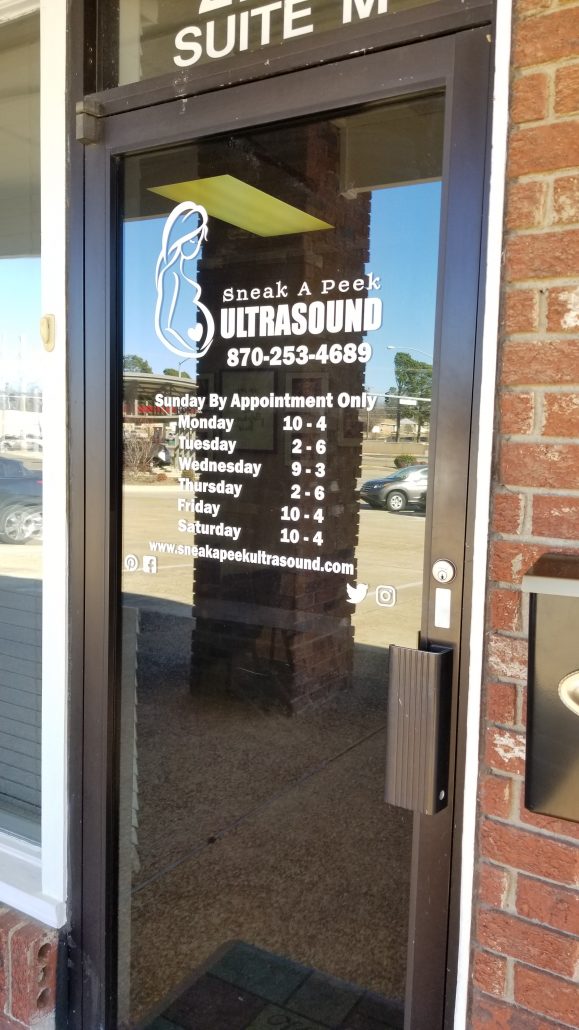 SUITE M
Sneak A Peek
ULTRASOUND
870-253-4689
Sunday By Appointment Only
Monday 10 - 4
Tuesday 2 - 6
Wednesday 9 - 3
Thursday 2 - 6
Friday 10 - 4
Saturday 10 - 4
www.sneakapeekultrasound.com